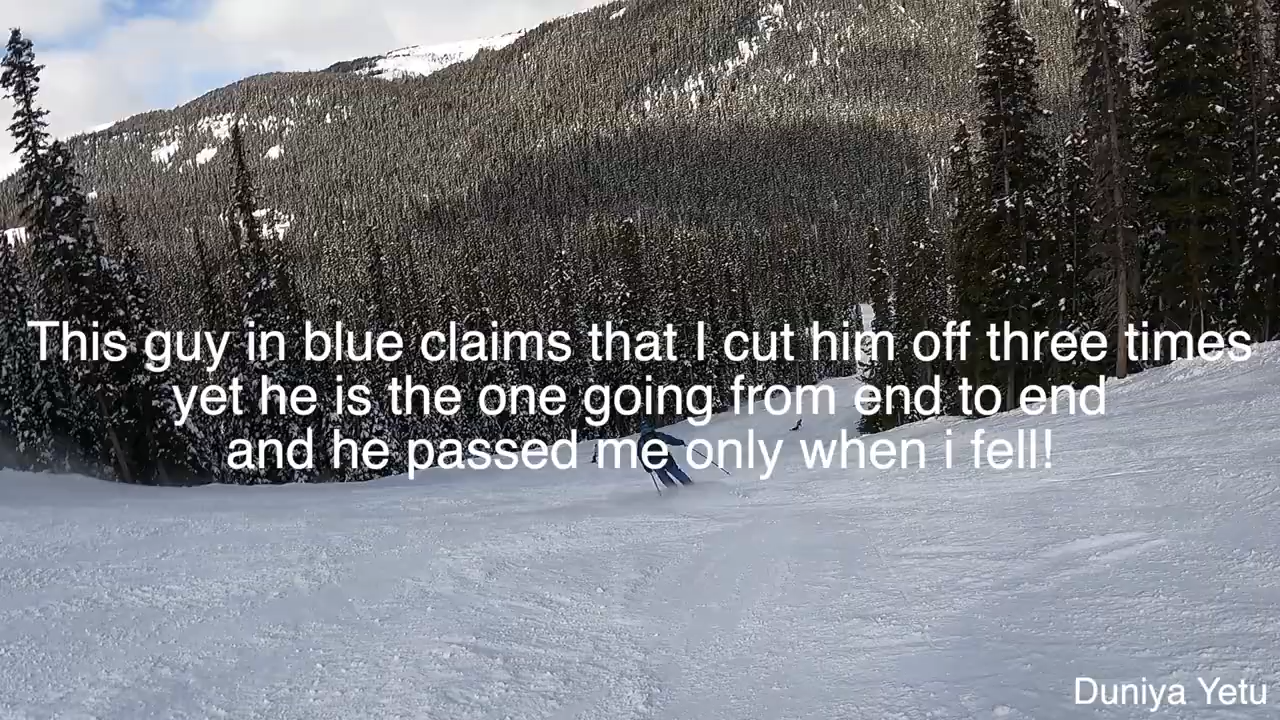 This guy in blue claims that I cut him off three times
yet he is the one going from end to end
and he passed me only when i fell!
Duniya Yetu